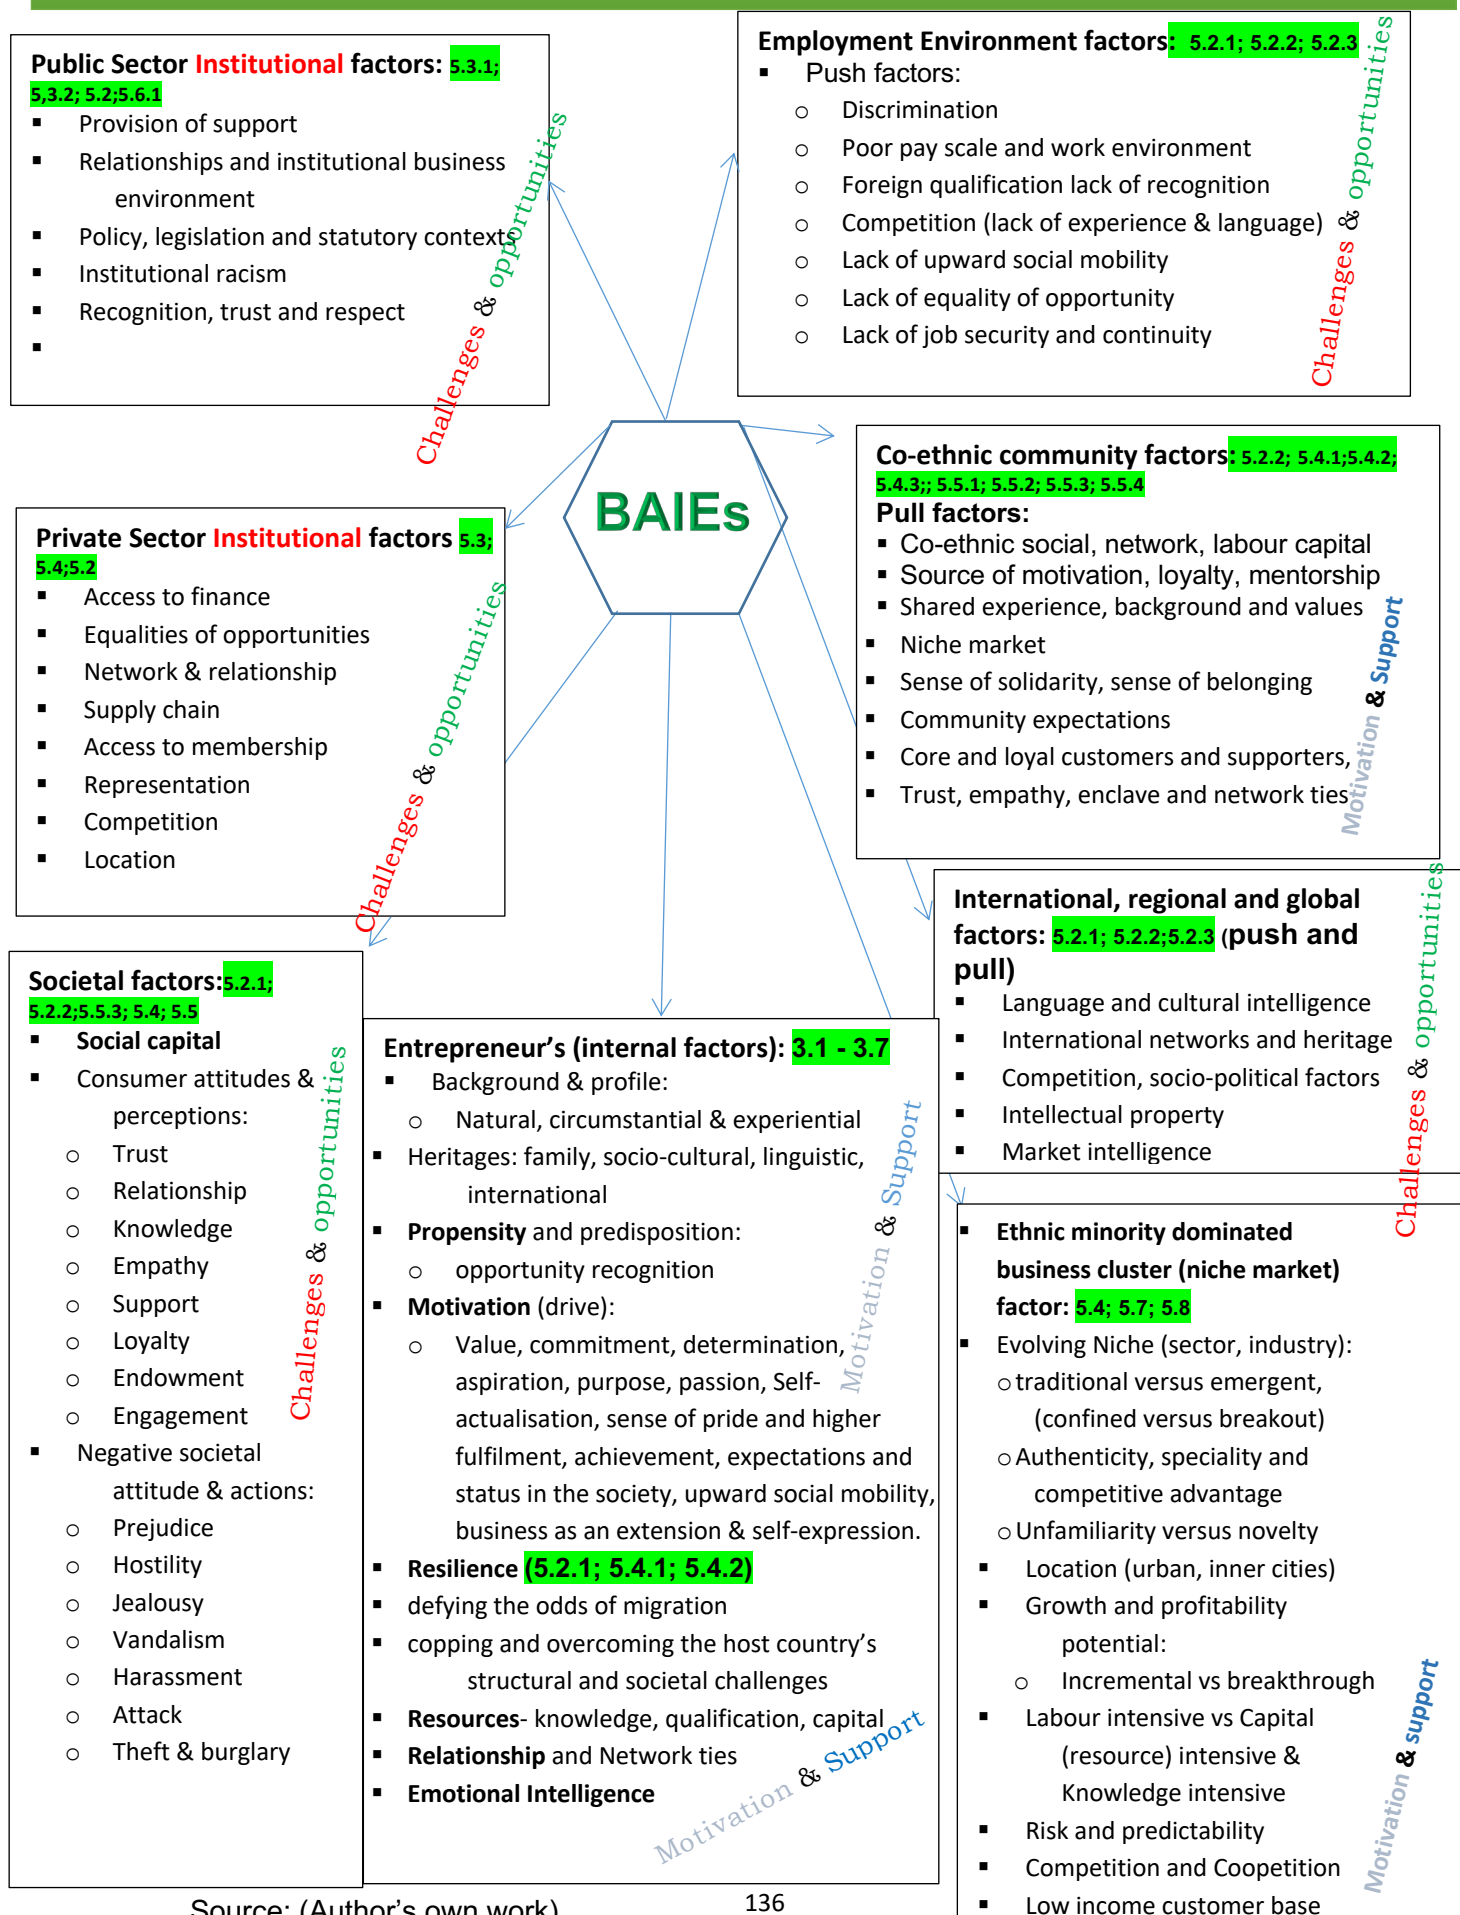 Public Sector Institutional factors: 5.3.1;
5,3.2; 5.2;5.6.1
▪ Provision of support
▪ Relationships and institutional business
environment
▪ Policy, legislation and statutory contexts
▪ Institutional racism
▪ Recognition, trust and respect
▪
Challenges & opportunities
Employment Environment factors: 5.2.1; 5.2.2; 5.2.3
▪ Push factors:
o Discrimination
o Poor pay scale and work environment
o Foreign qualification lack of recognition
o Competition (lack of experience & language)
o Lack of upward social mobility
o Lack of equality of opportunity
o Lack of job security and continuity
Challenges & opportunities
BAIEs
Co-ethnic community factors: 5.2.2; 5.4.1;5.4.2;
5.4.3;; 5.5.1; 5.5.2; 5.5.3; 5.5.4
Pull factors:
▪ Co-ethnic social, network, labour capital
▪ Source of motivation, loyalty, mentorship
▪ Shared experience, background and values
▪ Niche market
▪ Sense of solidarity, sense of belonging
▪ Community expectations
▪ Core and loyal customers and supporters,
▪ Trust, empathy, enclave and network ties
Motivation & Support
Private Sector Institutional factors 5.3;
5.4;5.2
▪ Access to finance
▪ Equalities of opportunities
▪ Network & relationship
▪ Supply chain
▪ Access to membership
▪ Representation
▪ Competition
▪ Location
Challenges & opportunities
International, regional and global
factors: 5.2.1; 5.2.2;5.2.3 (push and
pull)
▪ Language and cultural intelligence
▪ International networks and heritage
▪ Competition, socio-political factors
▪ Intellectual property
▪ Market intelligence
Challenges & opportunities
Societal factors:5.2.1;
5.2.2;5.5.3; 5.4; 5.5
▪ Social capital
▪ Consumer attitudes &
perceptions:
o Trust
o Relationship
o Knowledge
o Empathy
o Support
o Loyalty
o Endowment
o Engagement
▪ Negative societal
attitude & actions:
o Prejudice
o Hostility
o Jealousy
o Vandalism
o Harassment
o Attack
o Theft & burglary
Challenges & opportunities
Entrepreneur's (internal factors): 3.1 - 3.7
▪ Background & profile:
o Natural, circumstantial & experiential
▪ Heritages: family, socio-cultural, linguistic,
international
▪ Propensity and predisposition:
o opportunity recognition
▪ Motivation (drive):
o Value, commitment, determination,
aspiration, purpose, passion, Self-
actualisation, sense of pride and higher
fulfilment, achievement, expectations and
status in the society, upward social mobility,
business as an extension & self-expression.
▪ Resilience (5.2.1; 5.4.1; 5.4.2)
▪ defying the odds of migration
▪ copping and overcoming the host country's
structural and societal challenges
▪ Resources- knowledge, qualification, capital
▪ Relationship and Network ties
▪ Emotional Intelligence
Motivation & Support
Motivation & Support
▪ Ethnic minority dominated
business cluster (niche market)
factor: 5.4; 5.7; 5.8
▪ Evolving Niche (sector, industry):
o traditional versus emergent,
(confined versus breakout)
o Authenticity, speciality and
competitive advantage
o Unfamiliarity versus novelty
▪ Location (urban, inner cities)
▪ Growth and profitability
potential:
o Incremental vs breakthrough
▪ Labour intensive vs Capital
(resource) intensive &
Knowledge intensive
▪ Risk and predictability
▪ Competition and Coopetition
▪ Low income customer base
Motivation & support
Source: (Author's own work)
136